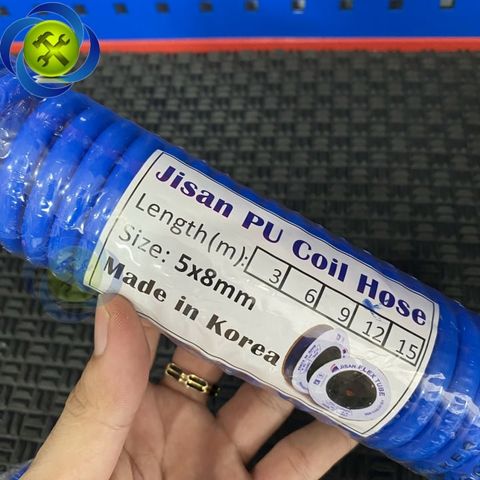 Jisan PU Coil Hose
Length(m): 3 6 9 12 15
Size: 5x8mm
Made in Korea
JISAN FLEX TUBE